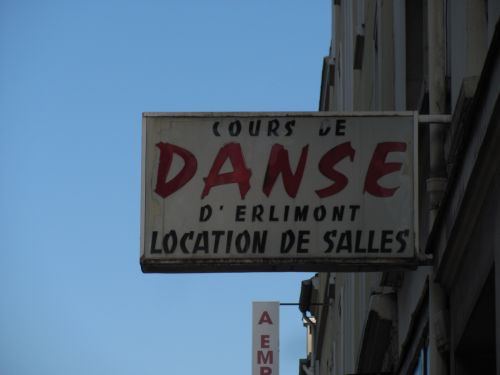 COURS DE
DANSE
D'ERLIMONT
LOCATION DE SALLES
A
EMP